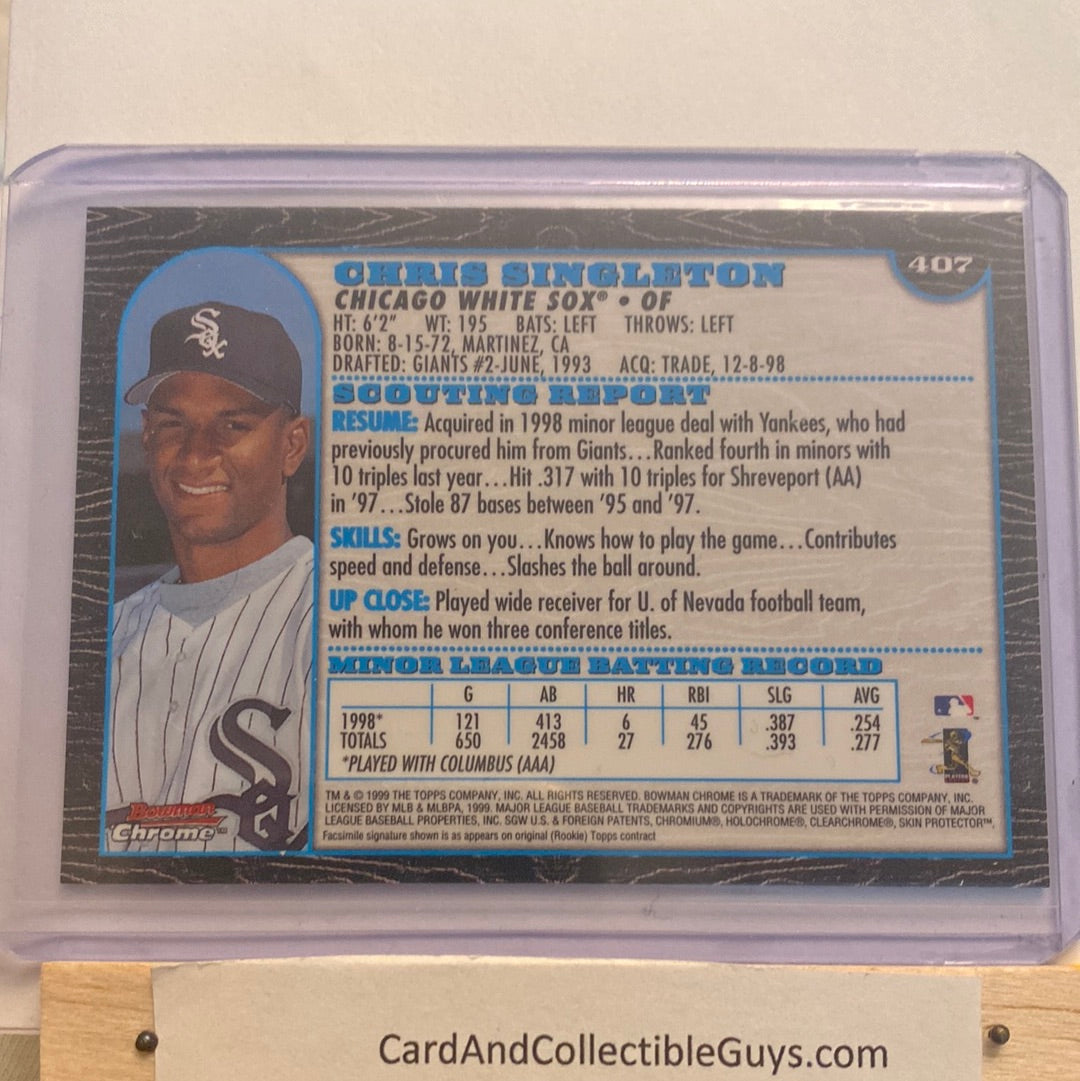 407
CHRIS SINGLETON
CHICAGO WHITE SOX® • OF
HT: 6'2" WT: 195 BATS: LEFT THROWS: LEFT
BORN: 8-15-72, MARTINEZ, CA
DRAFTED: GIANTS #2-JUNE, 1993 ACQ: TRADE, 12-8-98
SCOUTING REPORT
RESUME: Acquired in 1998 minor league deal with Yankees, who had
previously procured him from Giants...Ranked fourth in minors with
10 triples last year...Hit .317 with 10 triples for Shreveport (AA)
in '97...Stole 87 bases between '95 and '97.
SKILLS: Grows on you...Knows how to play the game...Contributes
speed and defense...Slashes the ball around.
UP CLOSE: Played wide receiver for U. of Nevada football team,
with whom he won three conference titles.
MINOR LEAGUE BATTING RECORD
G AB HR RBI SLG AVG
1998* 121 413 6 45 .387 .254
TOTALS 650 2458 27 276 .393 .277
*PLAYED WITH COLUMBUS (AAA)
TM & © 1999 THE TOPPS COMPANY, INC. ALL RIGHTS RESERVED. BOWMAN CHROME IS A TRADEMARK OF THE TOPPS COMPANY, INC.
LICENSED BY MLB & MLBPA, 1999. MAJOR LEAGUE BASEBALL TRADEMARKS AND COPYRIGHTS ARE USED WITH PERMISSION OF MAJOR
LEAGUE BASEBALL PROPERTIES, INC. SGW U.S. & FOREIGN PATENTS, CHROMIUM®, HOLOCHROME®, CLEARCHROME®, SKIN PROTECTOR™.
Facsimile signature shown is as appears on original (Rookie) Topps contract
Sox
Sox
Bowman
Chrome™
PLAYERS
CardAndCollectibleGuys.com